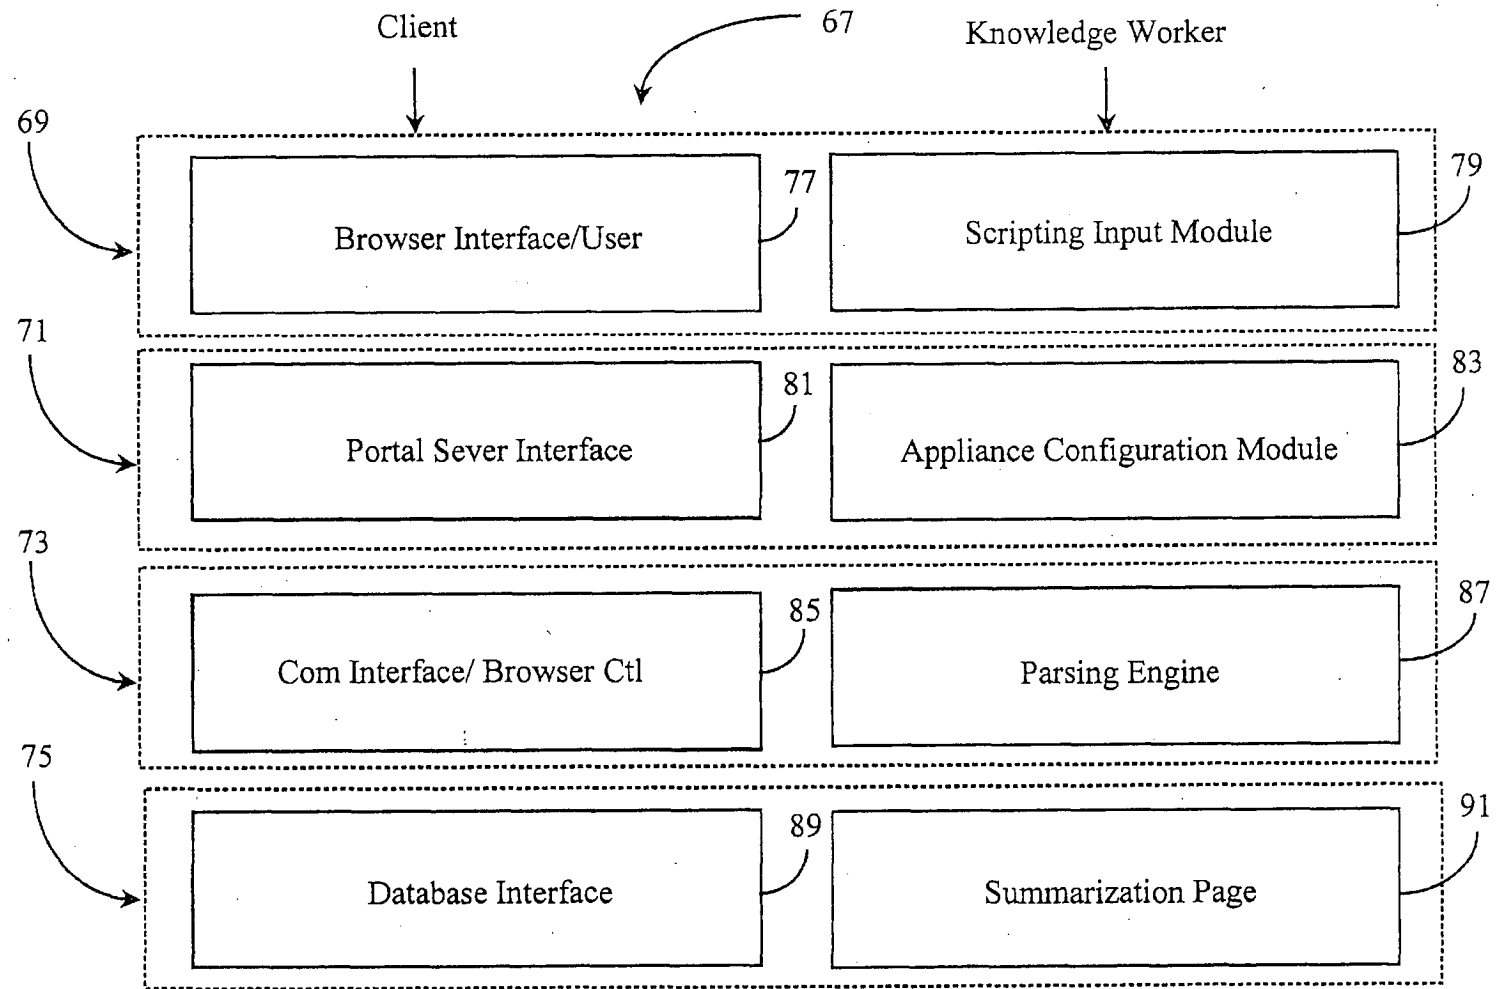 Client
67
Knowledge Worker
69
77
79
Browser Interface/User
Scripting Input Module
71
81
83
Portal Sever Interface
Appliance Configuration Module
73
85
87
Com Interface/ Browser Ctl
Parsing Engine
75
89
91
Database Interface
Summarization Page